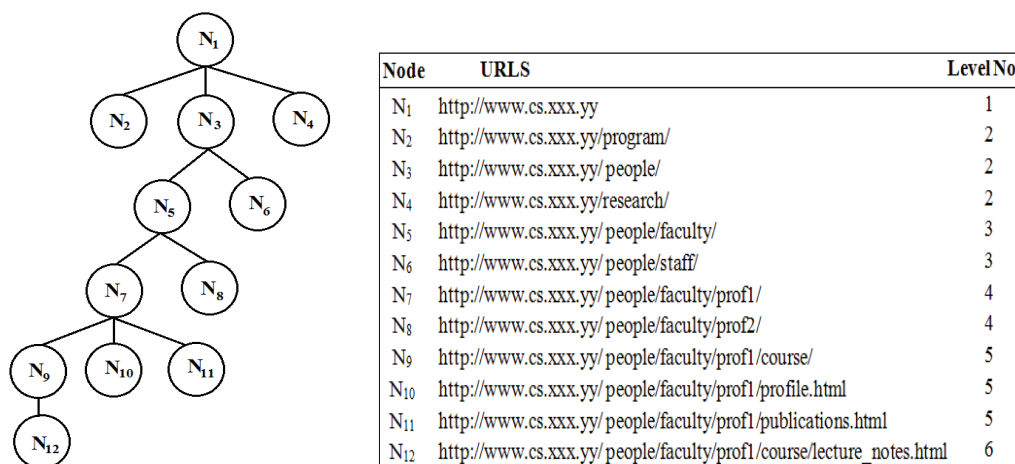 N1
N2 N3 N4
N5 N6
N7 N8
N9 N10 N11
N12
Node URLS Level No
N1 http://www.cs.xxx.yy 1
N2 http://www.cs.xxx.yy/program/ 2
N3 http://www.cs.xxx.yy/ people/ 2
N4 http://www.cs.xxx.yy/research/ 2
N5 http://www.cs.xxx.yy/ people/faculty/ 3
N6 http://www.cs.xxx.yy/ people/staff/ 3
N7 http://www.cs.xxx.yy/ people/faculty/prof1/ 4
N8 http://www.cs.xxx.yy/ people/faculty/prof2/ 4
N9 http://www.cs.xxx.yy/ people/faculty/prof1/course/ 5
N10 http://www.cs.xxx.yy/ people/faculty/prof1/profile.html 5
N11 http://www.cs.xxx.yy/ people/faculty/prof1/publications.html 5
N12 http://www.cs.xxx.yy/ people/faculty/prof1/course/lecture_notes.html 6